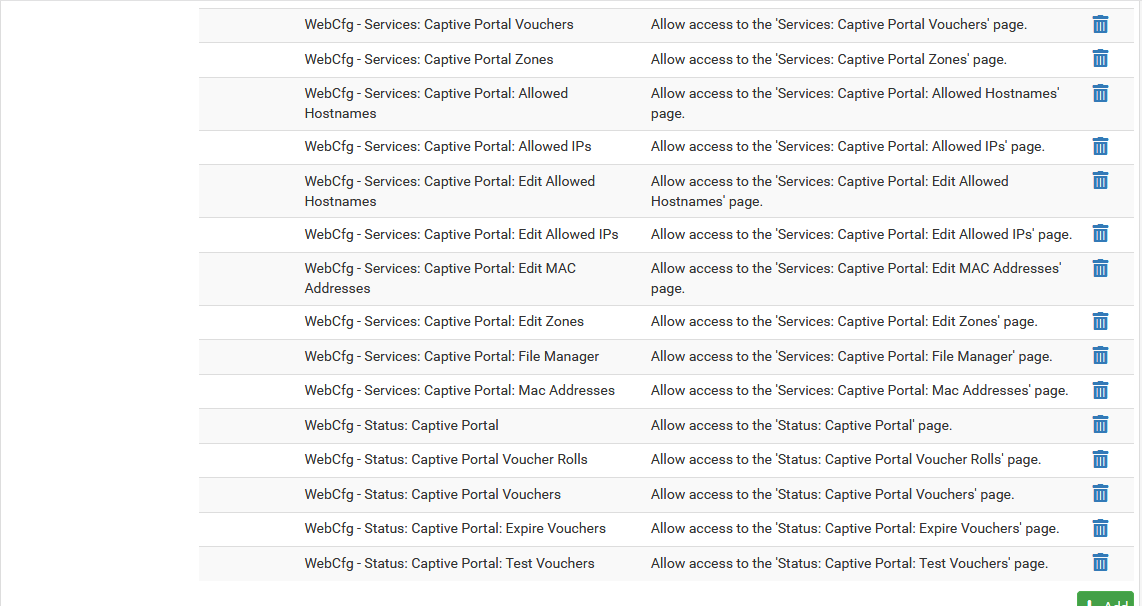 WebCfg - Services: Captive Portal Vouchers Allow access to the 'Services: Captive Portal Vouchers' page.
WebCfg - Services: Captive Portal Zones Allow access to the 'Services: Captive Portal Zones' page.
WebCfg - Services: Captive Portal: Allowed Allow access to the 'Services: Captive Portal: Allowed Hostnames'
Hostnames page.
WebCfg - Services: Captive Portal: Allowed IPs Allow access to the 'Services: Captive Portal: Allowed IPs' page.
WebCfg - Services: Captive Portal: Edit Allowed Allow access to the 'Services: Captive Portal: Edit Allowed
Hostnames Hostnames' page.
WebCfg - Services: Captive Portal: Edit Allowed IPs Allow access to the 'Services: Captive Portal: Edit Allowed IPs' page.
WebCfg - Services: Captive Portal: Edit MAC Allow access to the 'Services: Captive Portal: Edit MAC Addresses'
Addresses page.
WebCfg - Services: Captive Portal: Edit Zones Allow access to the 'Services: Captive Portal: Edit Zones' page.
WebCfg - Services: Captive Portal: File Manager Allow access to the 'Services: Captive Portal: File Manager' page.
WebCfg - Services: Captive Portal: Mac Addresses Allow access to the 'Services: Captive Portal: Mac Addresses' page.
WebCfg - Status: Captive Portal Allow access to the 'Status: Captive Portal' page.
WebCfg - Status: Captive Portal Voucher Rolls Allow access to the 'Status: Captive Portal Voucher Rolls' page.
WebCfg - Status: Captive Portal Vouchers Allow access to the 'Status: Captive Portal Vouchers' page.
WebCfg - Status: Captive Portal: Expire Vouchers Allow access to the 'Status: Captive Portal: Expire Vouchers' page.
WebCfg - Status: Captive Portal: Test Vouchers Allow access to the 'Status: Captive Portal: Test Vouchers' page.
Add